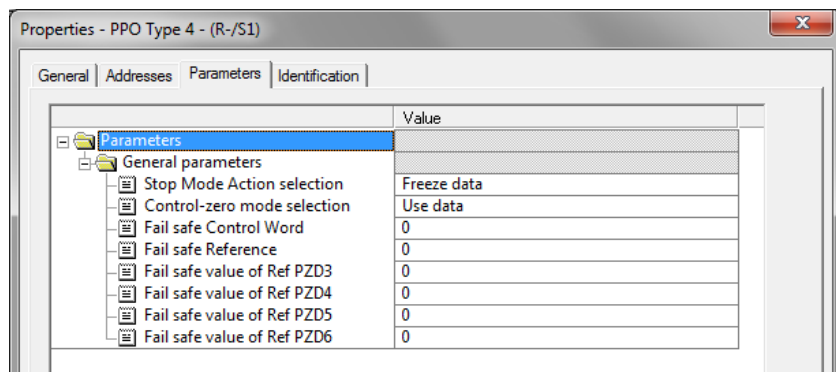 Properties - PPO Type 4 - (R-/S1)
General Addresses Parameters Identification
Value
Parameters
General parameters
Stop Mode Action selection Freeze data
Control-zero mode selection Use data
Fail safe Control Word 0
Fail safe Reference 0
Fail safe value of Ref PZD3 0
Fail safe value of Ref PZD4 0
Fail safe value of Ref PZD5 0
Fail safe value of Ref PZD6 0